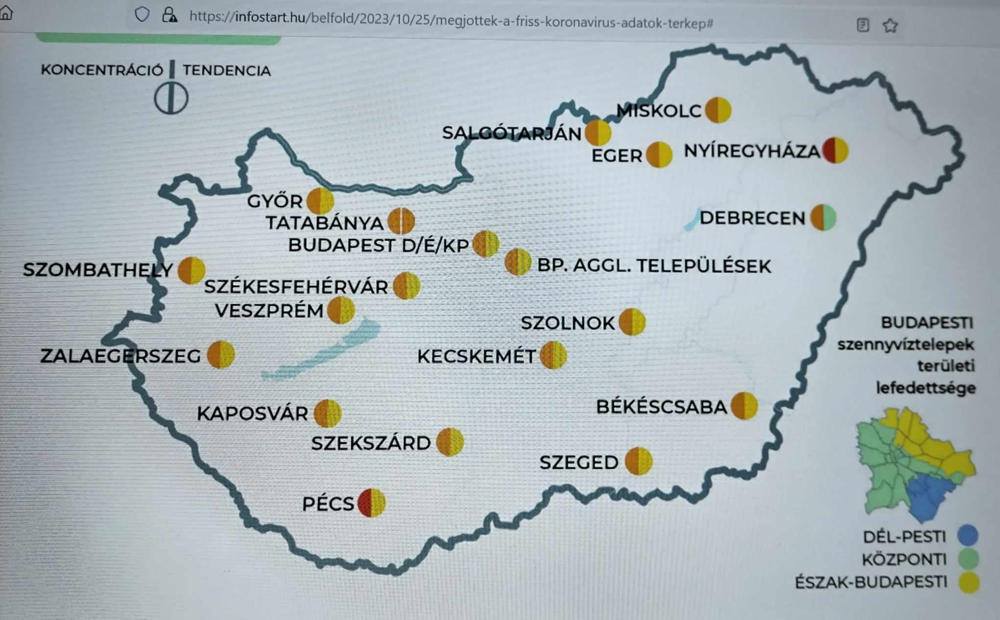 https://infostart.hu/belfold/2023/10/25/megjottek-a-friss-koronavirus-adatok-terkep#
KONCENTRÁCIÓ | TENDENCIA
MISKOLC
SALGÓTARJÁN
EGER
NYÍREGYHÁZA
GYŐR
DEBRECEN
TATABÁNYA
BUDAPEST D/É/KP
BP. AGGL. TELEPÜLÉSEK
SZOMBATHELY
SZÉKESFEHÉRVÁR
VESZPRÉM
SZOLNOK
ZALAEGERSZEG
KECSKEMÉT
KAPOSVÁR
BÉKÉSCSABA
SZEKSZÁRD
SZEGED
PÉCS
BUDAPESTI
szennyvíztelepek
területi
lefedettsége
DÉL-PESTI
KÖZPONTI
ÉSZAK-BUDAPESTI